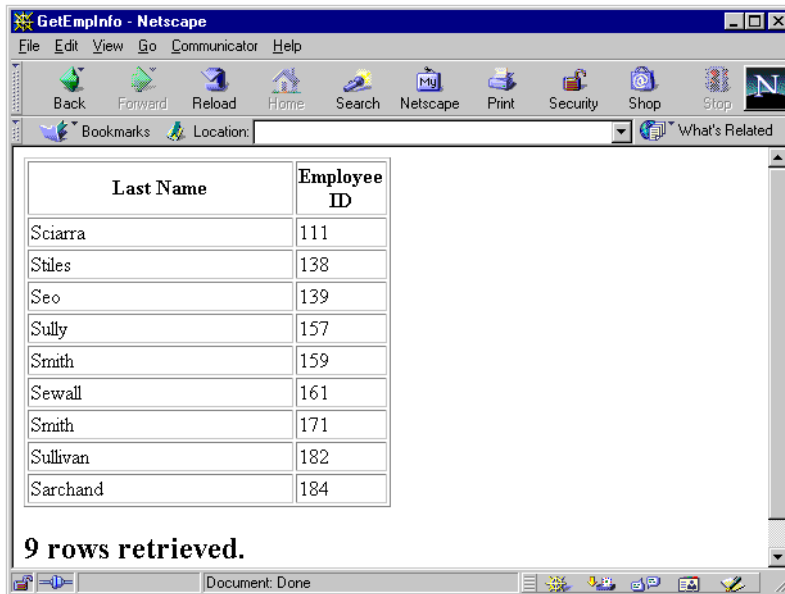 GetEmpInfo - Netscape
File Edit View Go Communicator Help
Back Forward Reload Home Search Netscape Print Security Shop Stop
My
N
Bookmarks Location: What's Related
Last Name Employee ID
Sciarra 111
Stiles 138
Seo 139
Sully 157
Smith 159
Sewall 161
Smith 171
Sullivan 182
Sarchand 184
9 rows retrieved.
Document: Done